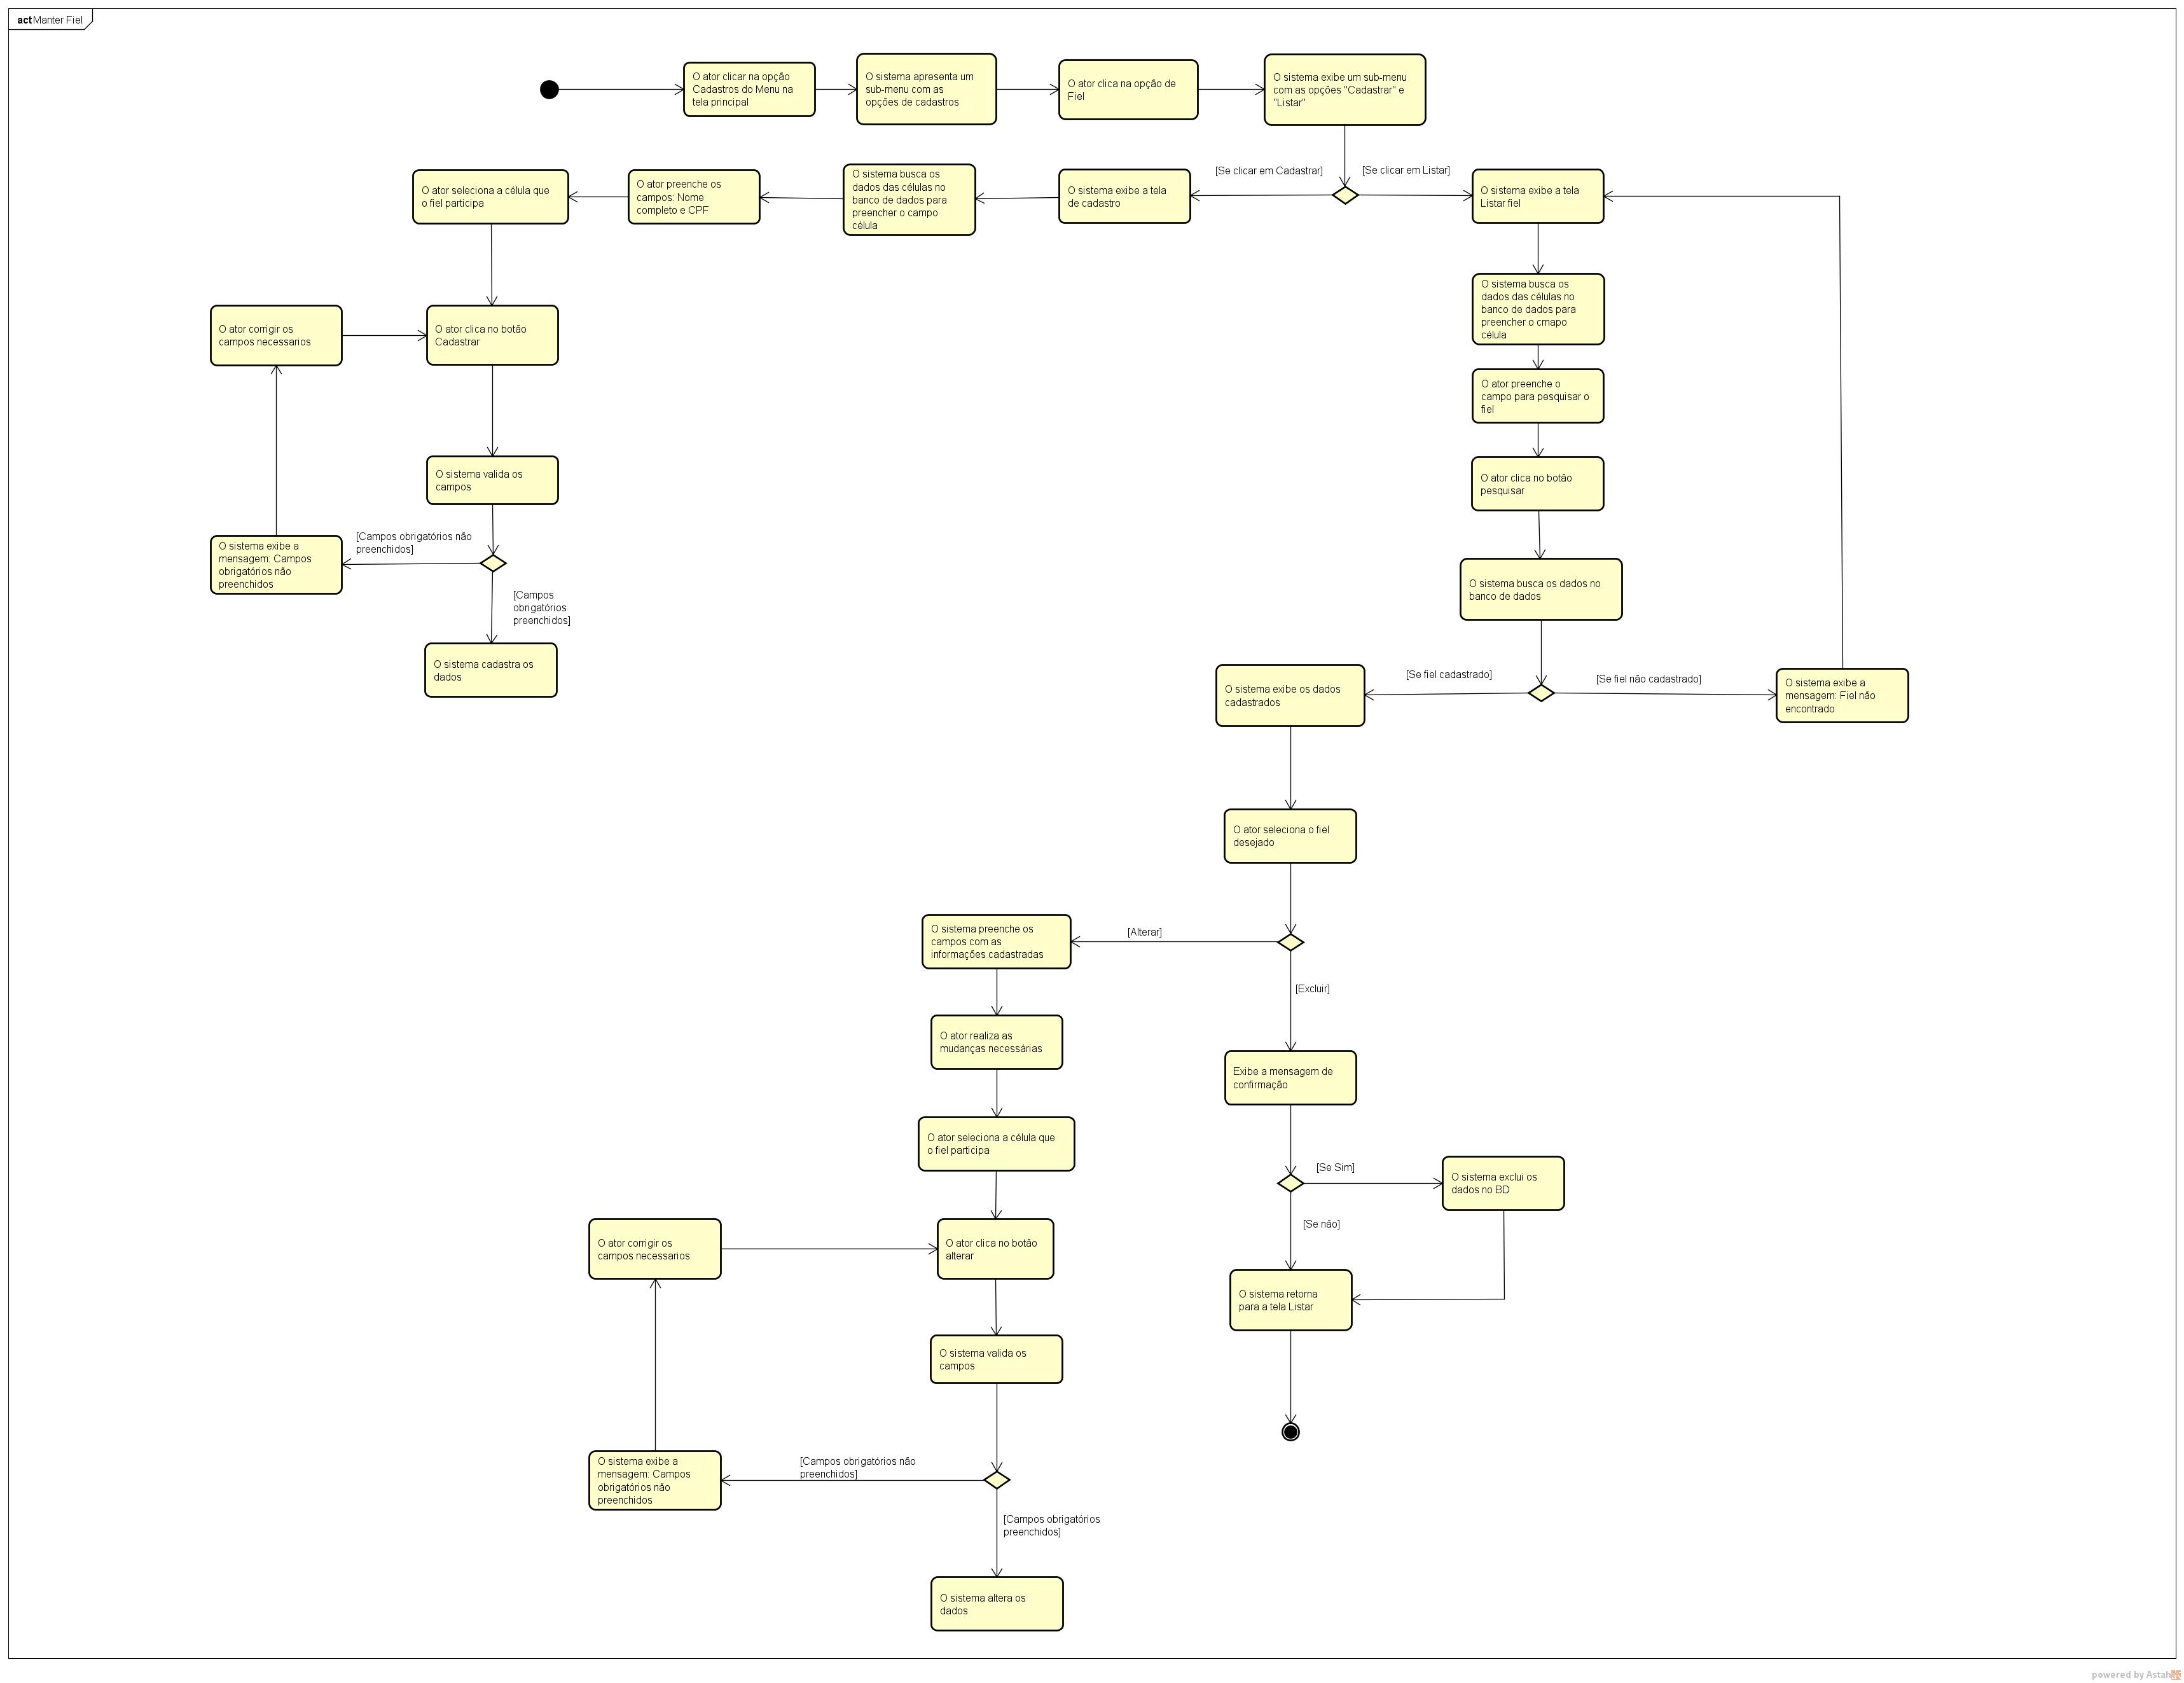 act Manter Fiel
O ator clicar na opção
Cadastros do Menu na
tela principal
O sistema apresenta um
sub-menu com as
opções de cadastros
O ator clica na opção de
Fiel
O sistema exibe um sub-menu
com as opções "Cadastrar" e
"Listar"
[Se clicar em Cadastrar]
[Se clicar em Listar]
O ator seleciona a célula que
o fiel participa
O ator preenche os
campos: Nome
completo e CPF
O sistema busca os
dados das células no
banco de dados para
preencher o campo
célula
O sistema exibe a tela
de cadastro
O sistema exibe a tela
Listar fiel
O ator corrigir os
campos necessarios
O ator clica no botão
Cadastrar
O sistema busca os
dados das células no
banco de dados para
preencher o cmapo
célula
O ator preenche o
campo para pesquisar o
fiel
O sistema valida os
campos
O ator clica no botão
pesquisar
[Campos obrigatórios não
preenchidos]
O sistema exibe a
mensagem: Campos
obrigatórios não
preenchidos
[Campos
obrigatórios
preenchidos]
O sistema busca os dados no
banco de dados
O sistema cadastra os
dados
[Se fiel cadastrado]
[Se fiel não cadastrado]
O sistema exibe os dados
cadastrados
O sistema exibe a
mensagem: Fiel não
encontrado
O ator seleciona o fiel
desejado
[Alterar]
O sistema preenche os
campos com as
informações cadastradas
[Excluir]
O ator realiza as
mudanças necessárias
Exibe a mensagem de
confirmação
O ator seleciona a célula que
o fiel participa
[Se Sim]
O sistema exclui os
dados no BD
[Se não]
O ator corrigir os
campos necessarios
O ator clica no botão
alterar
O sistema retorna
para a tela Listar
O sistema valida os
campos
[Campos obrigatórios não
preenchidos]
O sistema exibe a
mensagem: Campos
obrigatórios não
preenchidos
[Campos obrigatórios
preenchidos]
O sistema altera os
dados
powered by Astah